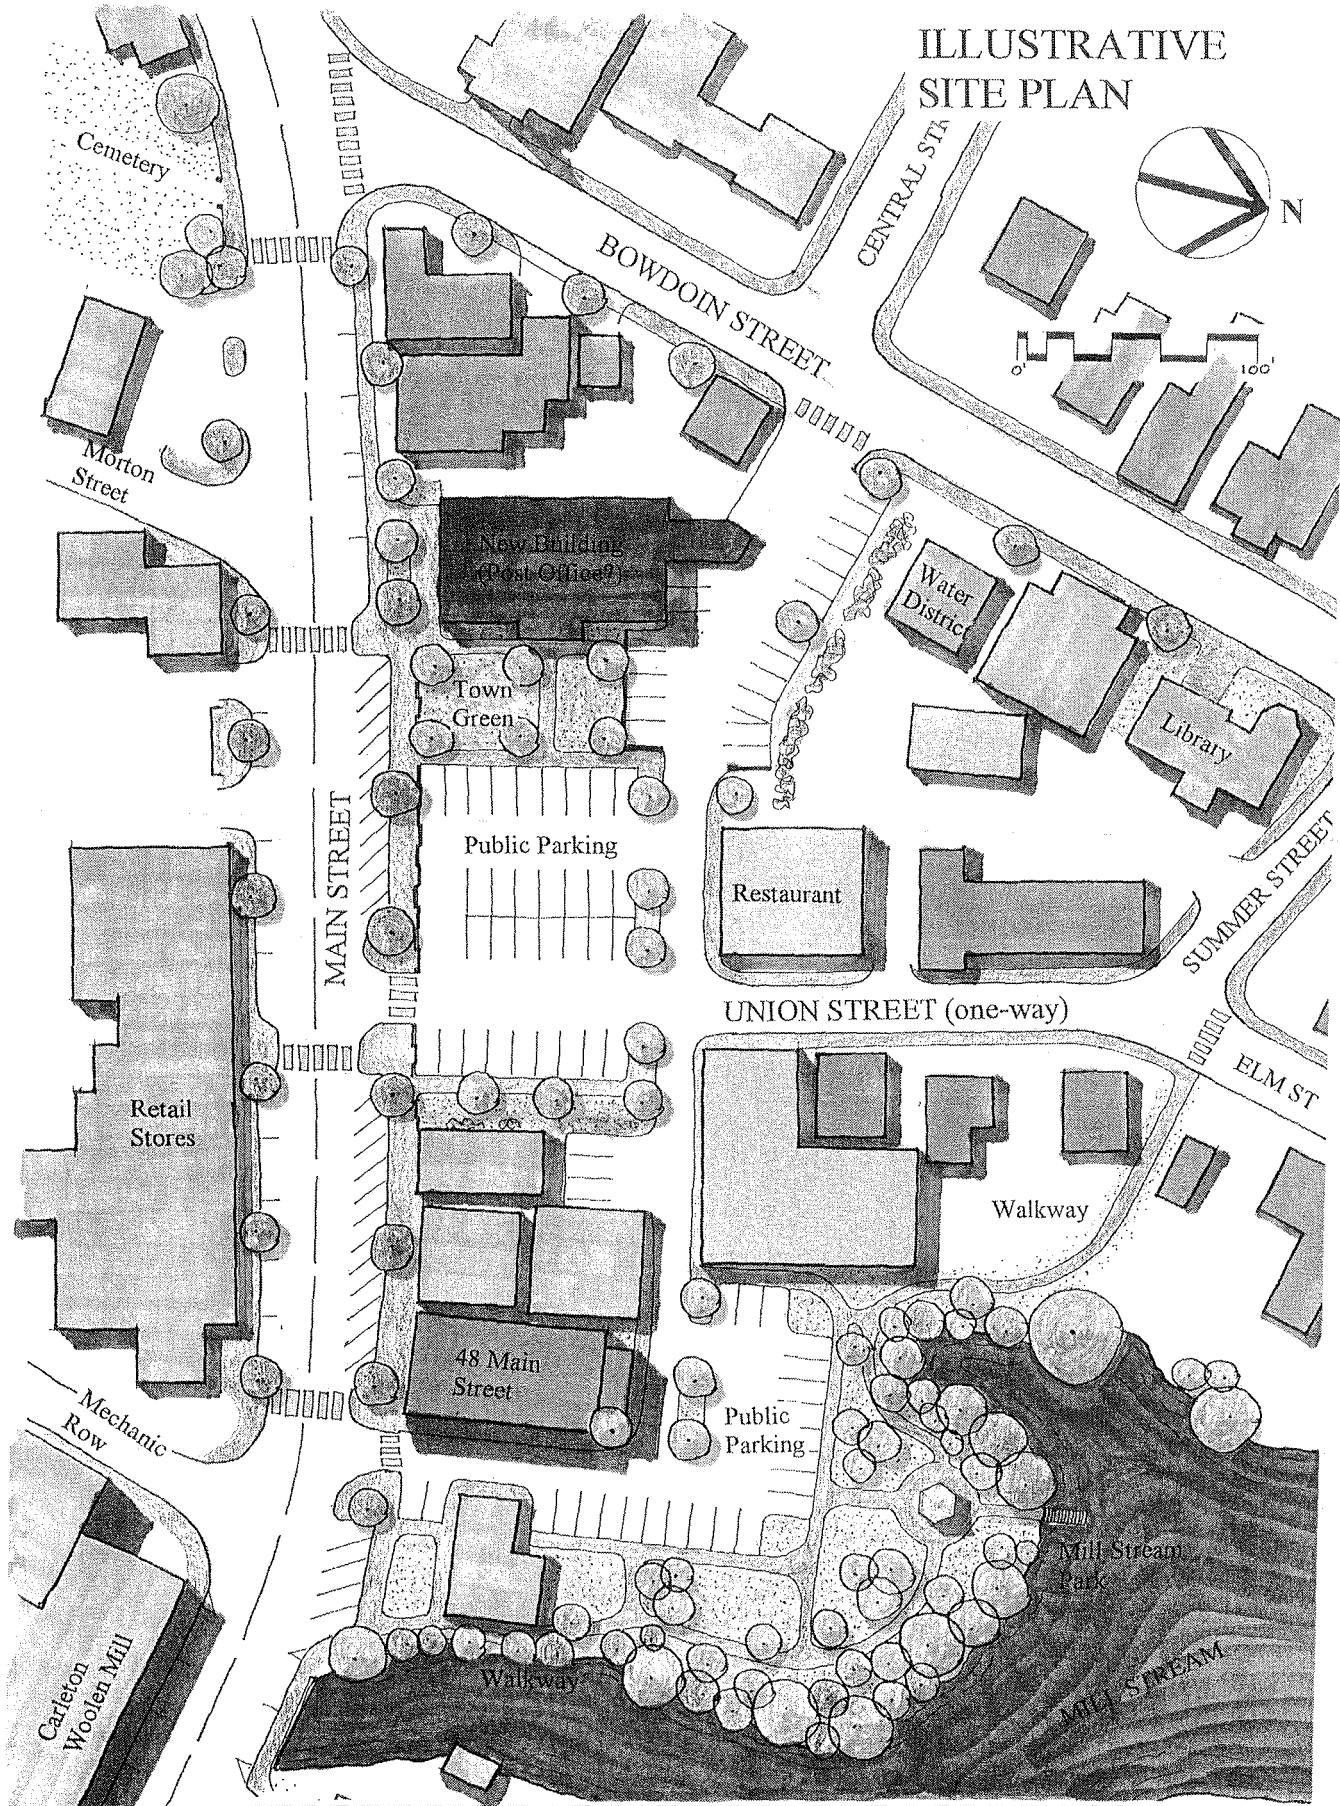 ILLUSTRATIVE
SITE PLAN
Cemetery
CENTRAL STR
N
BOWDOIN STREET
0'
100'
Morton
Street
New Building
(Post Office?)
Water
District
Town
Green
Library
MAIN STREET
Public Parking
Restaurant
SUMMER STREET
UNION STREET (one-way)
ELM ST
Retail
Stores
Walkway
48 Main
Street
Mechanic
Row
Public
Parking
Mill Stream
Park
Carleton
Woolen Mill
Walkway
MILL STREAM